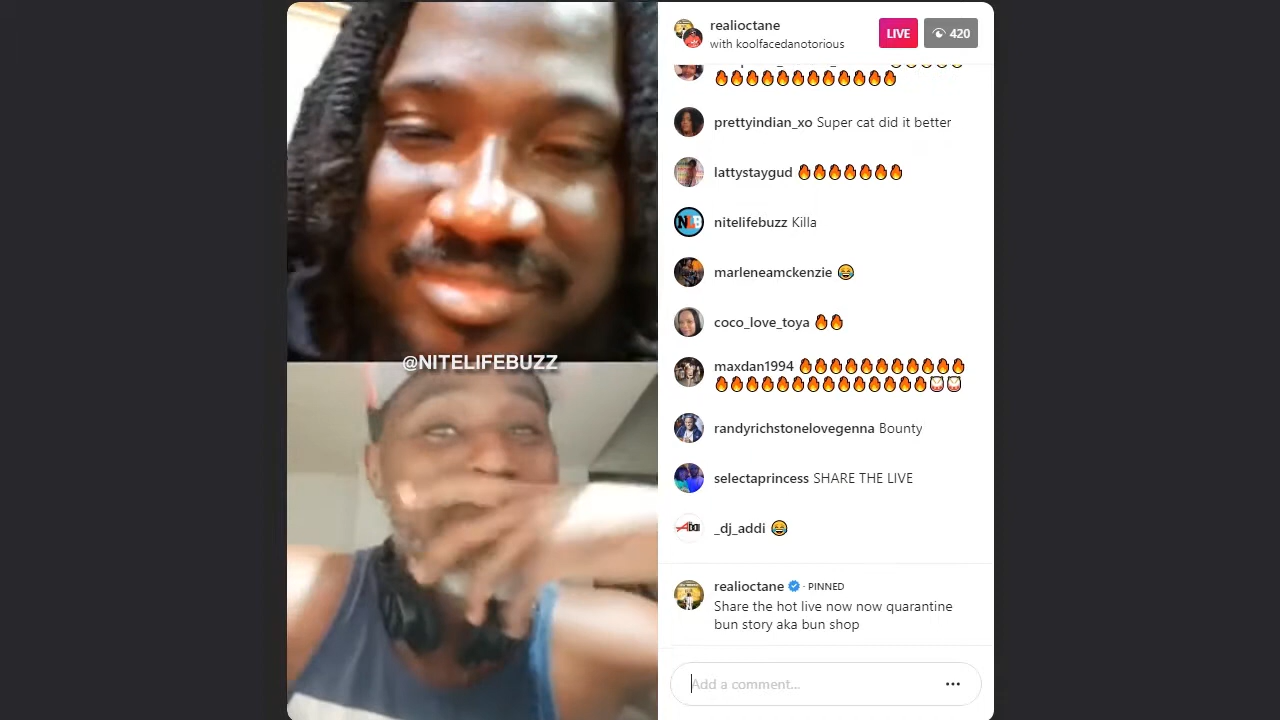 realioctane
with koolfacedanotorious
LIVE
420
prettyindian_xo Super cat did it better
lattystaygud 🔥🔥🔥🔥🔥🔥🔥
NLB
nitelifebuzz Killa
marleneamckenzie 😂
coco_love_toya 🔥🔥
maxdan1994 🔥🔥🔥🔥🔥🔥🔥🔥🔥🔥🔥
randyrichstonelovegenna Bounty
selectaprincess SHARE THE LIVE
_dj_addi 😂
realioctane · PINNED
Share the hot live now now quarantine
bun story aka bun shop
Add a comment...
@NITELIFEBUZZ